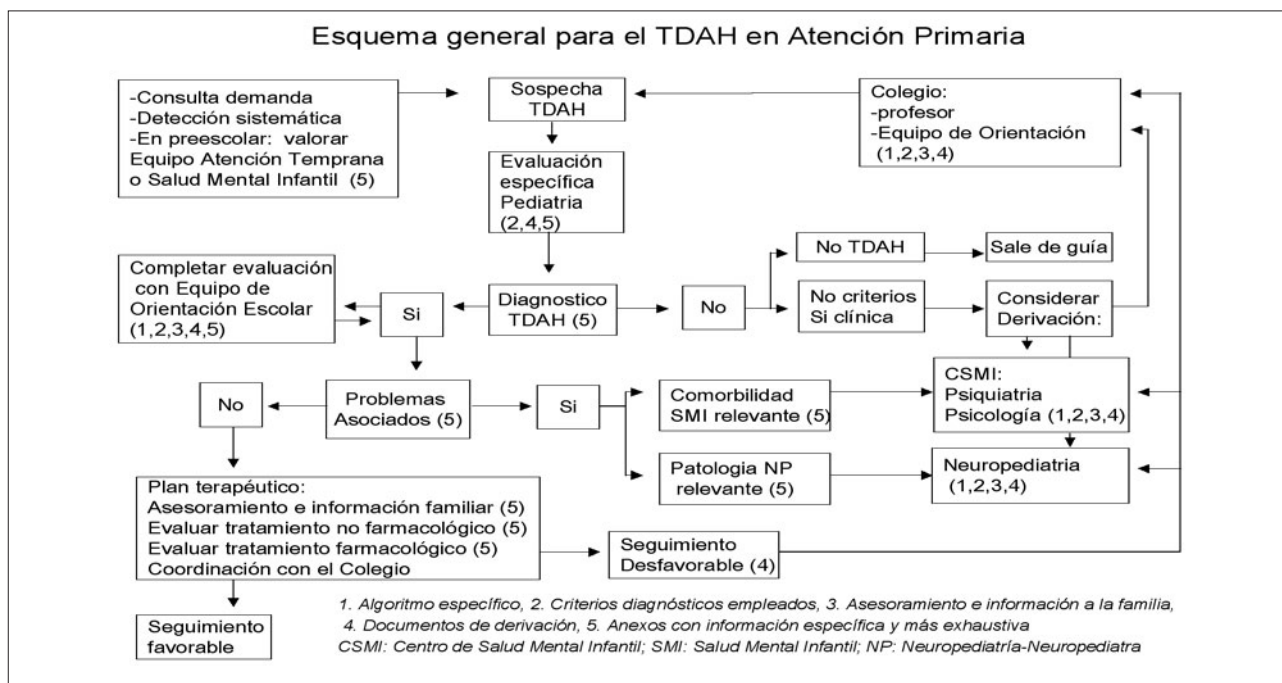 Esquema general para el TDAH en Atención Primaria
-Consulta demanda
-Detección sistemática
-En preescolar: valorar
Equipo Atención Temprana
o Salud Mental Infantil (5)
Sospecha
TDAH
Colegio:
-profesor
-Equipo de Orientación
(1,2,3,4)
Evaluación
específica
Pediatria
(2,4,5)
No TDAH
Sale de guía
Completar evaluación
con Equipo de
Orientación Escolar
(1,2,3,4,5)
Si
Diagnostico
TDAH (5)
No
No criterios
Si clínica
Considerar
Derivación:
No
Problemas
Asociados (5)
Si
Comorbilidad
SMI relevante (5)
CSMI:
Psiquiatria
Psicología (1,2,3,4)
Patologia NP
relevante (5)
Neuropediatria
(1,2,3,4)
Plan terapéutico:
Asesoramiento e información familiar (5)
Evaluar tratamiento no farmacológico (5)
Evaluar tratamiento farmacológico (5)
Coordinación con el Colegio
Seguimiento
Desfavorable (4)
Seguimiento
favorable
1. Algoritmo específico, 2. Criterios diagnósticos empleados, 3. Asesoramiento e información a la familia,
4. Documentos de derivación, 5. Anexos con información específica y más exhaustiva
CSMI: Centro de Salud Mental Infantil; SMI: Salud Mental Infantil; NP: Neuropediatría-Neuropediatra